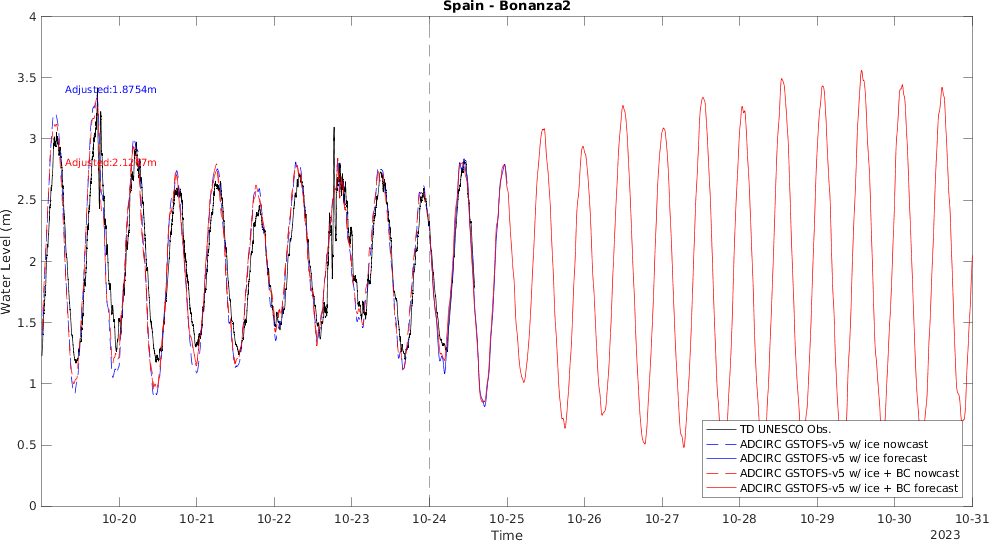 Spain - Bonanza2
4
3.5
3
2.5
2
1.5
1
0.5
0
Water Level (m)
Adjusted:1.8754m
10-20
10-21
10-22
10-23
10-24
10-25
10-26
10-27
10-28
10-29
10-30
10-31
Time
2023
TD UNESCO Obs.
ADCIRC GSTOFS-v5 w/ ice nowcast
ADCIRC GSTOFS-v5 w/ ice forecast
ADCIRC GSTOFS-v5 w/ ice + BC nowcast
ADCIRC GSTOFS-v5 w/ ice + BC forecast